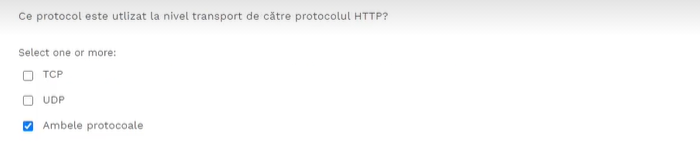 Ce protocol este utlizat la nivel transport de către protocolul HTTP?
Select one or more:
TCP
UDP
Ambele protocoale